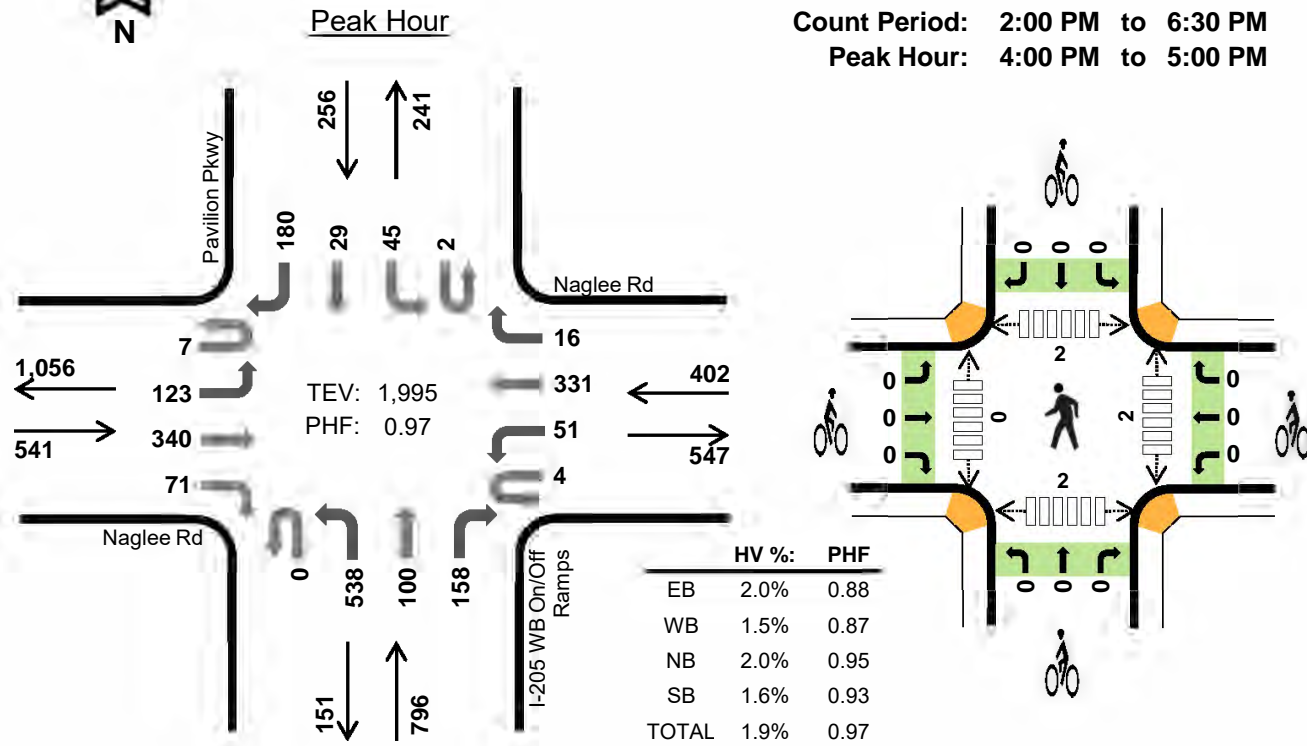 N
Peak Hour
Count Period: 2:00 PM to 6:30 PM
Peak Hour: 4:00 PM to 5:00 PM
256
241
Pavilion Pkwy
180
29
45
2
Naglee Rd
7
123
340
71
1,056
541
TEV: 1,995
PHF: 0.97
16
331
51
4
402
547
Naglee Rd
0
538
100
158
I-205 WB On/Off
Ramps
151
796
HV %: PHF
EB 2.0% 0.88
WB 1.5% 0.87
NB 2.0% 0.95
SB 1.6% 0.93
TOTAL 1.9% 0.97
0 0 0
2
0
0
0
0
2
0
0
0
2
0 0 0